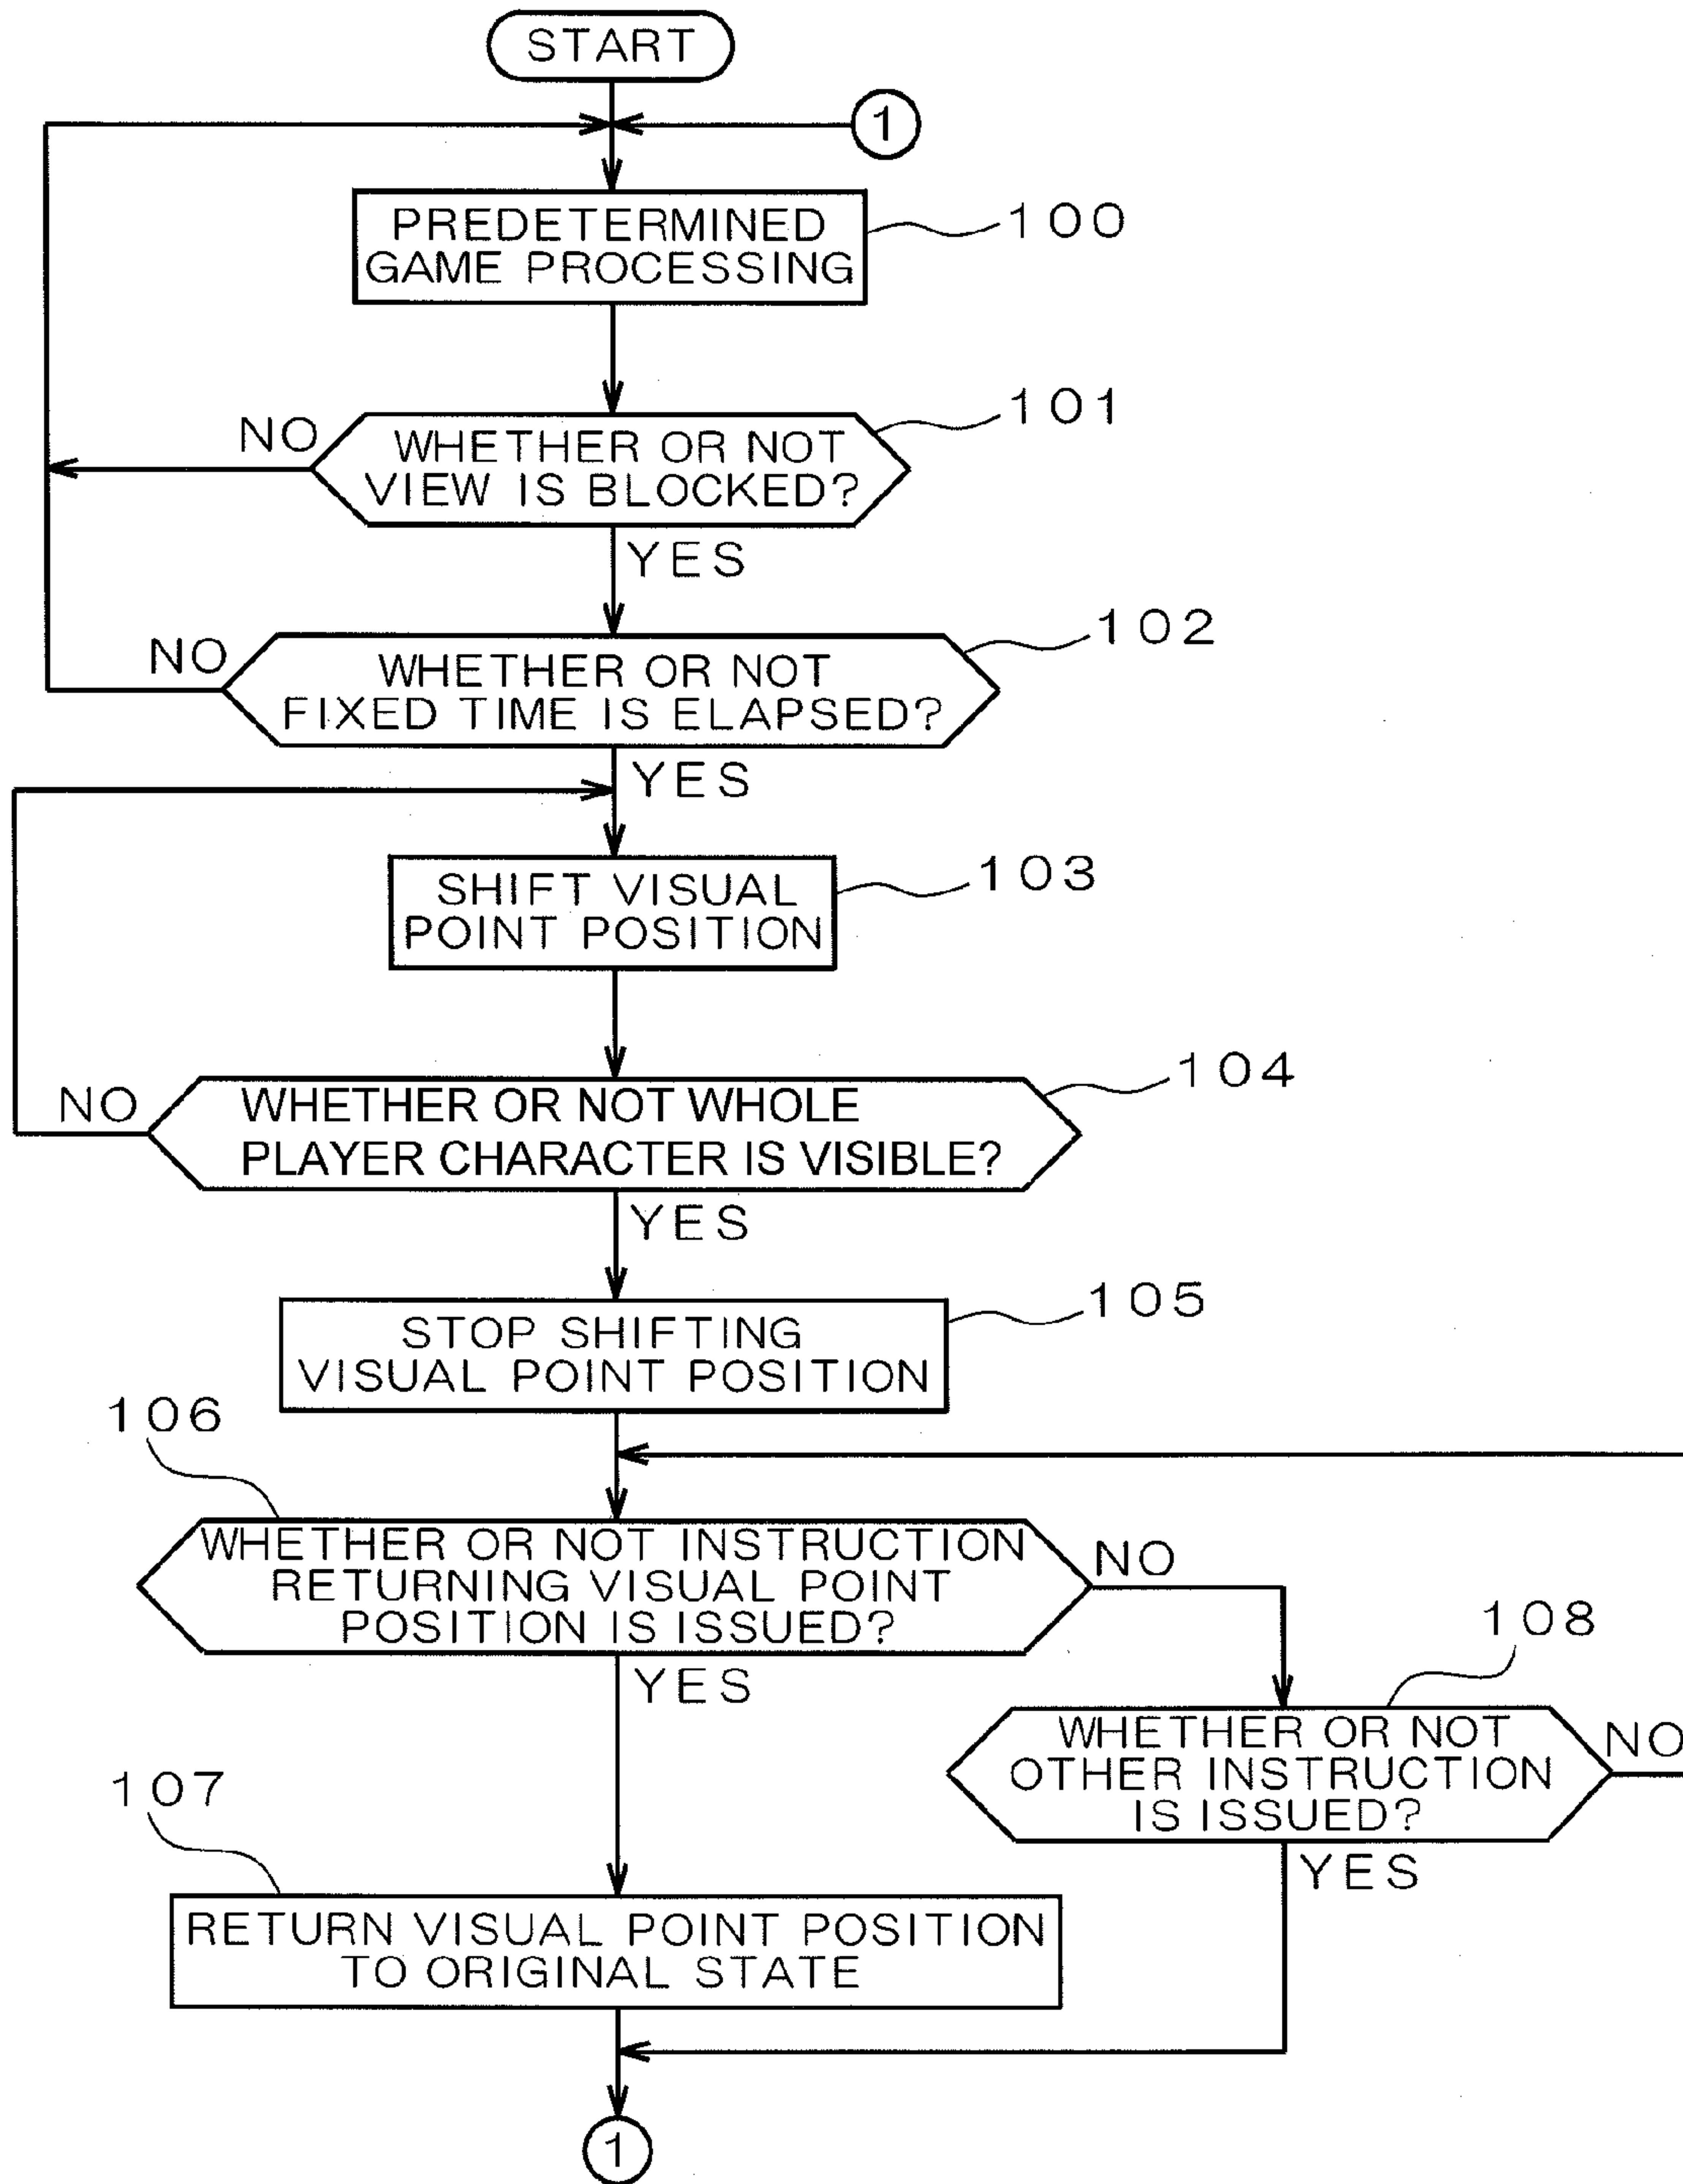 START
1
PREDETERMINED
GAME PROCESSING
100
101
NO
WHETHER OR NOT
VIEW IS BLOCKED?
YES
102
NO
WHETHER OR NOT
FIXED TIME IS ELAPSED?
YES
SHIFT VISUAL
POINT POSITION
103
104
NO
WHETHER OR NOT WHOLE
PLAYER CHARACTER IS VISIBLE?
YES
105
STOP SHIFTING
VISUAL POINT POSITION
106
WHETHER OR NOT INSTRUCTION
RETURNING VISUAL POINT
POSITION IS ISSUED?
NO
YES
108
WHETHER OR NOT
OTHER INSTRUCTION
IS ISSUED?
NO
YES
107
RETURN VISUAL POINT POSITION
TO ORIGINAL STATE
1